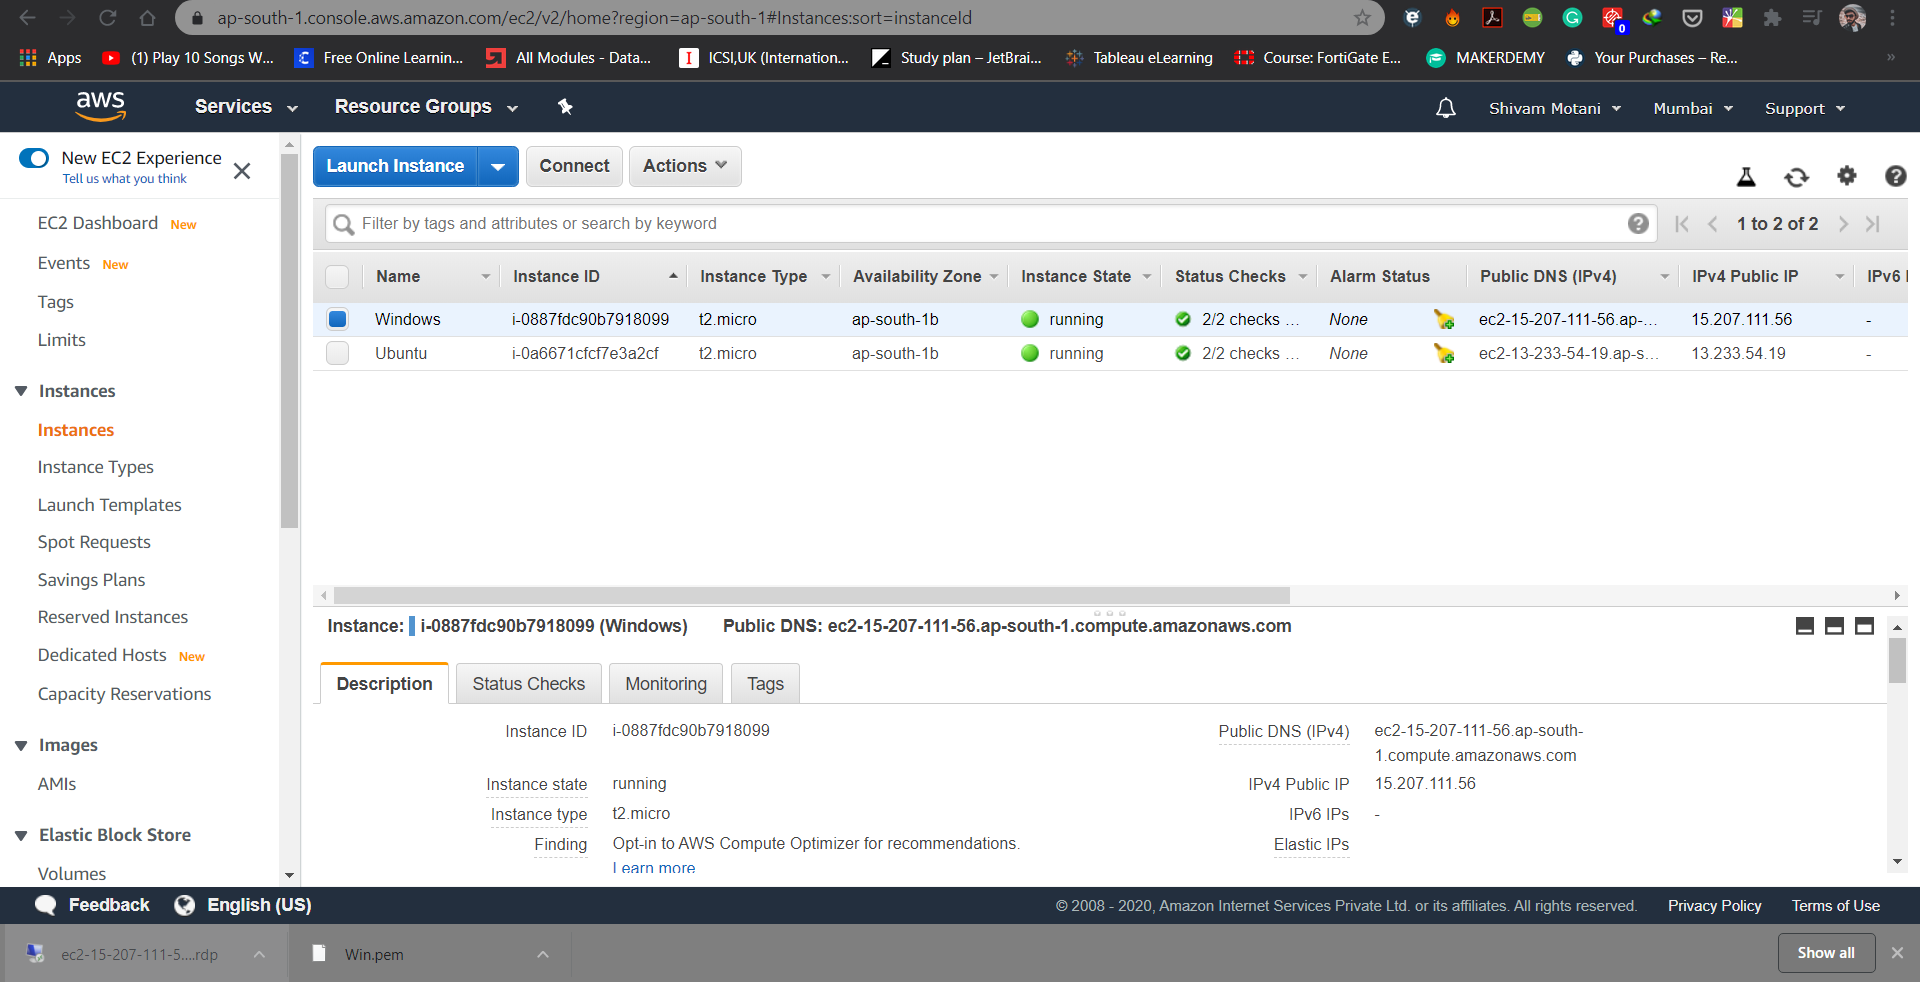 ap-south-1.console.aws.amazon.com/ec2/v2/home?region=ap-south-1#Instances:sort=instanceId
0
Apps
(1) Play 10 Songs W...
Free Online Learnin...
All Modules - Data...
ICSI,UK (Internation...
Study plan – JetBrai...
Tableau eLearning
Course: FortiGate E...
MAKERDEMY
Your Purchases – Re...
»
aws
Services
Resource Groups
Shivam Motani
Mumbai
Support
New EC2 Experience
Tell us what you think
EC2 Dashboard New
Events New
Tags
Limits
Instances
Instances
Instance Types
Launch Templates
Spot Requests
Savings Plans
Reserved Instances
Dedicated Hosts New
Capacity Reservations
Images
AMIs
Elastic Block Store
Volumes
Launch Instance
Connect
Actions
Filter by tags and attributes or search by keyword
1 to 2 of 2
Name Instance ID Instance Type Availability Zone Instance State Status Checks Alarm Status Public DNS (IPv4) IPv4 Public IP IPv6 I
Windows i-0887fdc90b7918099 t2.micro ap-south-1b running 2/2 checks ... None ec2-15-207-111-56.ap-... 15.207.111.56 -
Ubuntu i-0a6671cfcf7e3a2cf t2.micro ap-south-1b running 2/2 checks ... None ec2-13-233-54-19.ap-s... 13.233.54.19 -
Instance: i-0887fdc90b7918099 (Windows) Public DNS: ec2-15-207-111-56.ap-south-1.compute.amazonaws.com
Description
Status Checks
Monitoring
Tags
Instance ID i-0887fdc90b7918099
Instance state running
Instance type t2.micro
Finding Opt-in to AWS Compute Optimizer for recommendations.
Learn more
Public DNS (IPv4) ec2-15-207-111-56.ap-south-
1.compute.amazonaws.com
IPv4 Public IP 15.207.111.56
IPv6 IPs -
Elastic IPs
Feedback
English (US)
© 2008 - 2020, Amazon Internet Services Private Ltd. or its affiliates. All rights reserved.
Privacy Policy
Terms of Use
ec2-15-207-111-5....rdp
Win.pem
Show all